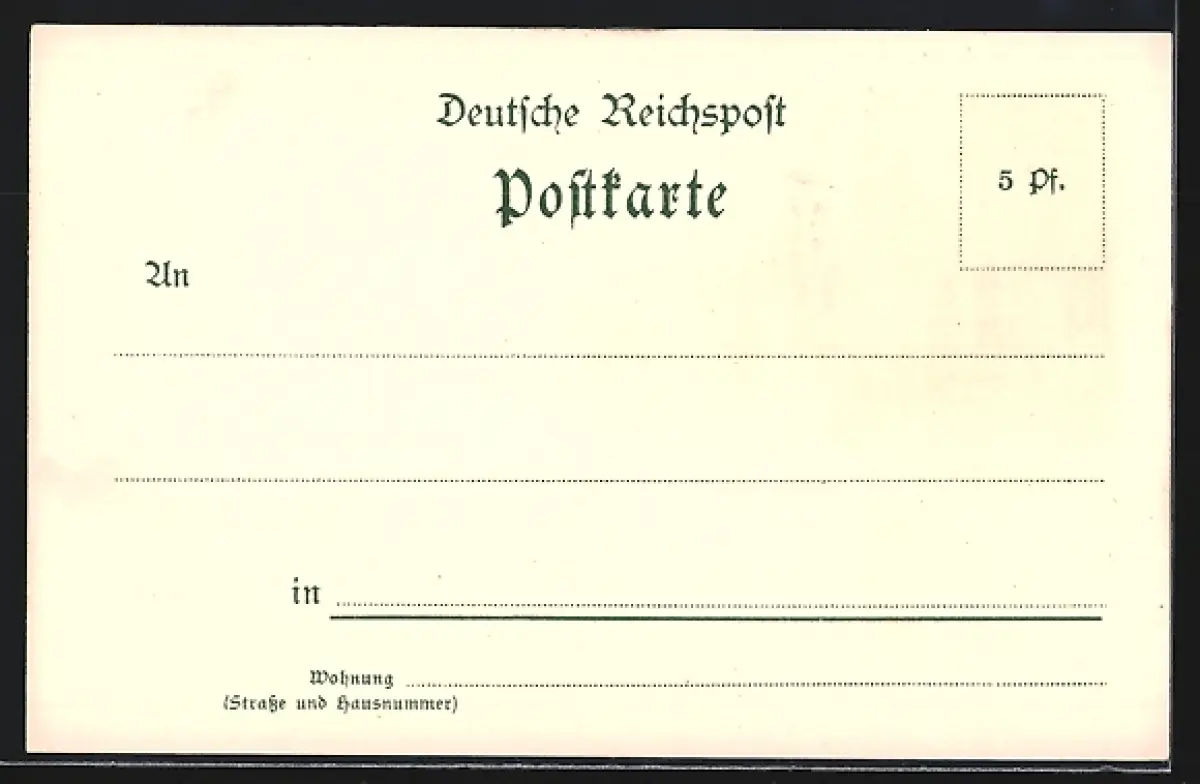 Deutsche Reichspost
Postkarte
5 Pf.
An
in
Wohnung
(Straße und Hausnummer)